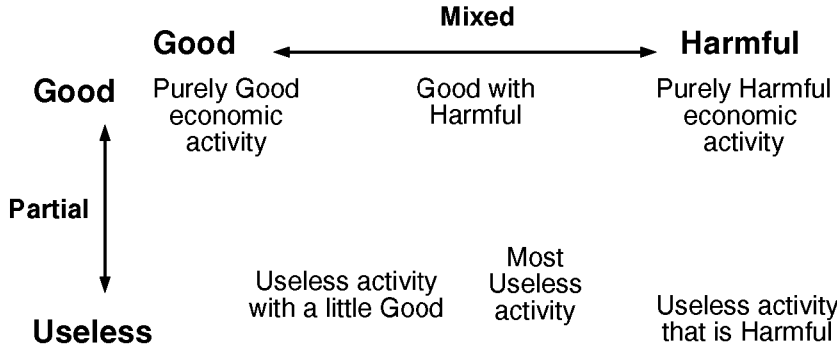 Mixed
Good
Harmful
Good
Purely Good
economic
activity
Good with
Harmful
Purely Harmful
economic
activity
Partial
Useless activity
with a little Good
Most
Useless
activity
Useless activity
that is Harmful
Useless